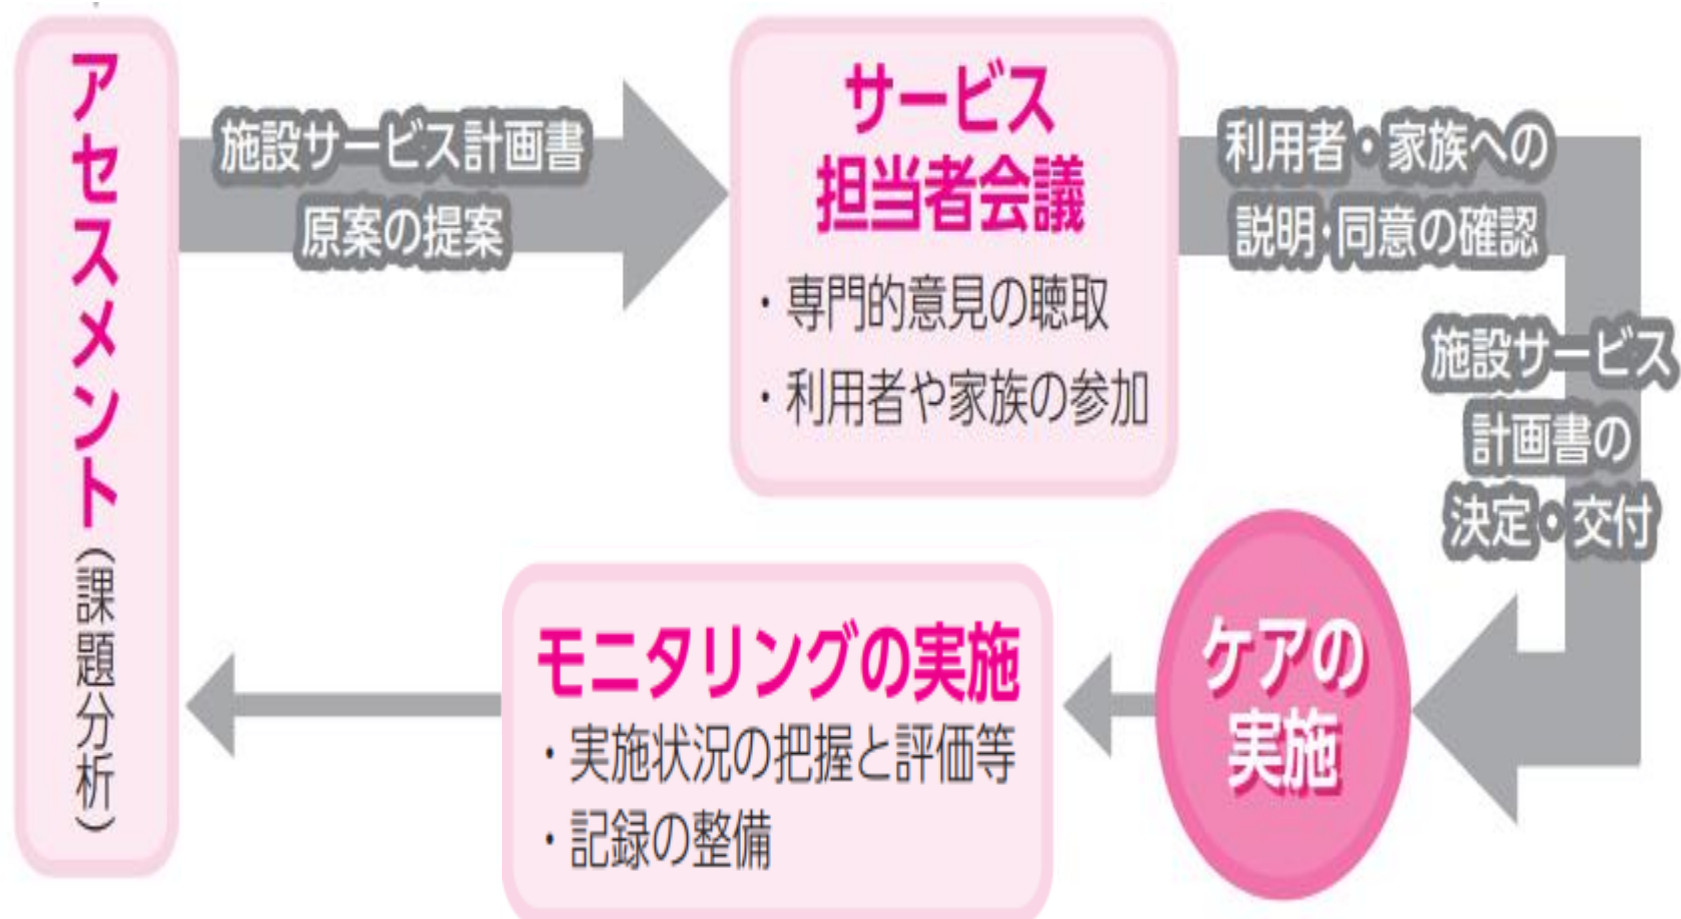 アセスメント（課題分析）
施設サービス計画書
原案の提案
サービス
担当者会議
・専門的意見の聴取
・利用者や家族の参加
利用者・家族への
説明・同意の確認
施設サービス
計画書の
決定・交付
ケアの
実施
モニタリングの実施
・実施状況の把握と評価等
・記録の整備